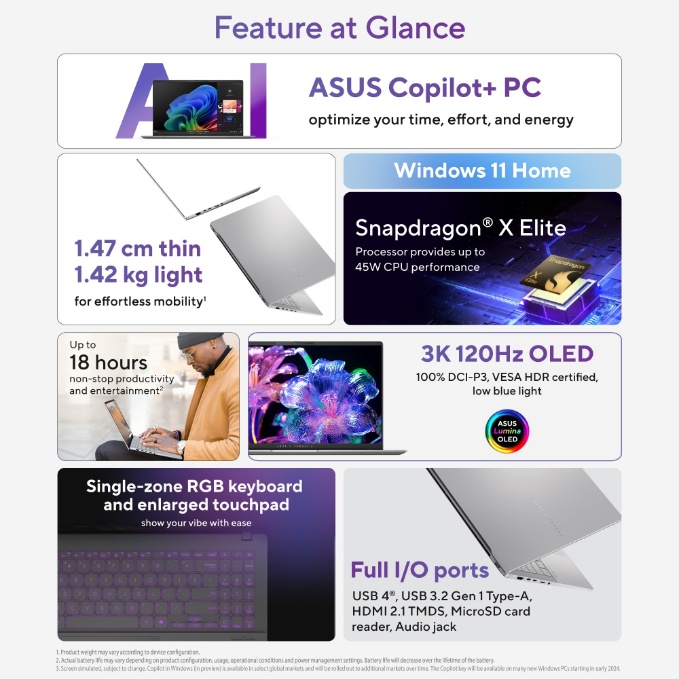 Feature at Glance
AI
ASUS Copilot+ PC
optimize your time, effort, and energy
1.47 cm thin
1.42 kg light
for effortless mobility¹
Windows 11 Home
Snapdragon® X Elite
Processor provides up to
45W CPU performance
Snapdragon
X
Elite
Up to
18 hours
non-stop productivity
and entertainment²
3K 120Hz OLED
100% DCI-P3, VESA HDR certified,
low blue light
ASUS
Lumina
OLED
Single-zone RGB keyboard
and enlarged touchpad
show your vibe with ease
Full I/O ports
USB 4®, USB 3.2 Gen 1 Type-A,
HDMI 2.1 TMDS, MicroSD card
reader, Audio jack
1. Product weight may vary according to device configuration.
2. Actual battery life may vary depending on product configuration, usage, operational conditions and power management settings. Battery life will decrease over the lifetime of the battery.
3. Screen simulated, subject to change. Copilot in Windows (in preview) is available in select global markets and will be rolled out to additional markets over time. The Copilot key will be available on many new Windows PCs starting in early 2024.